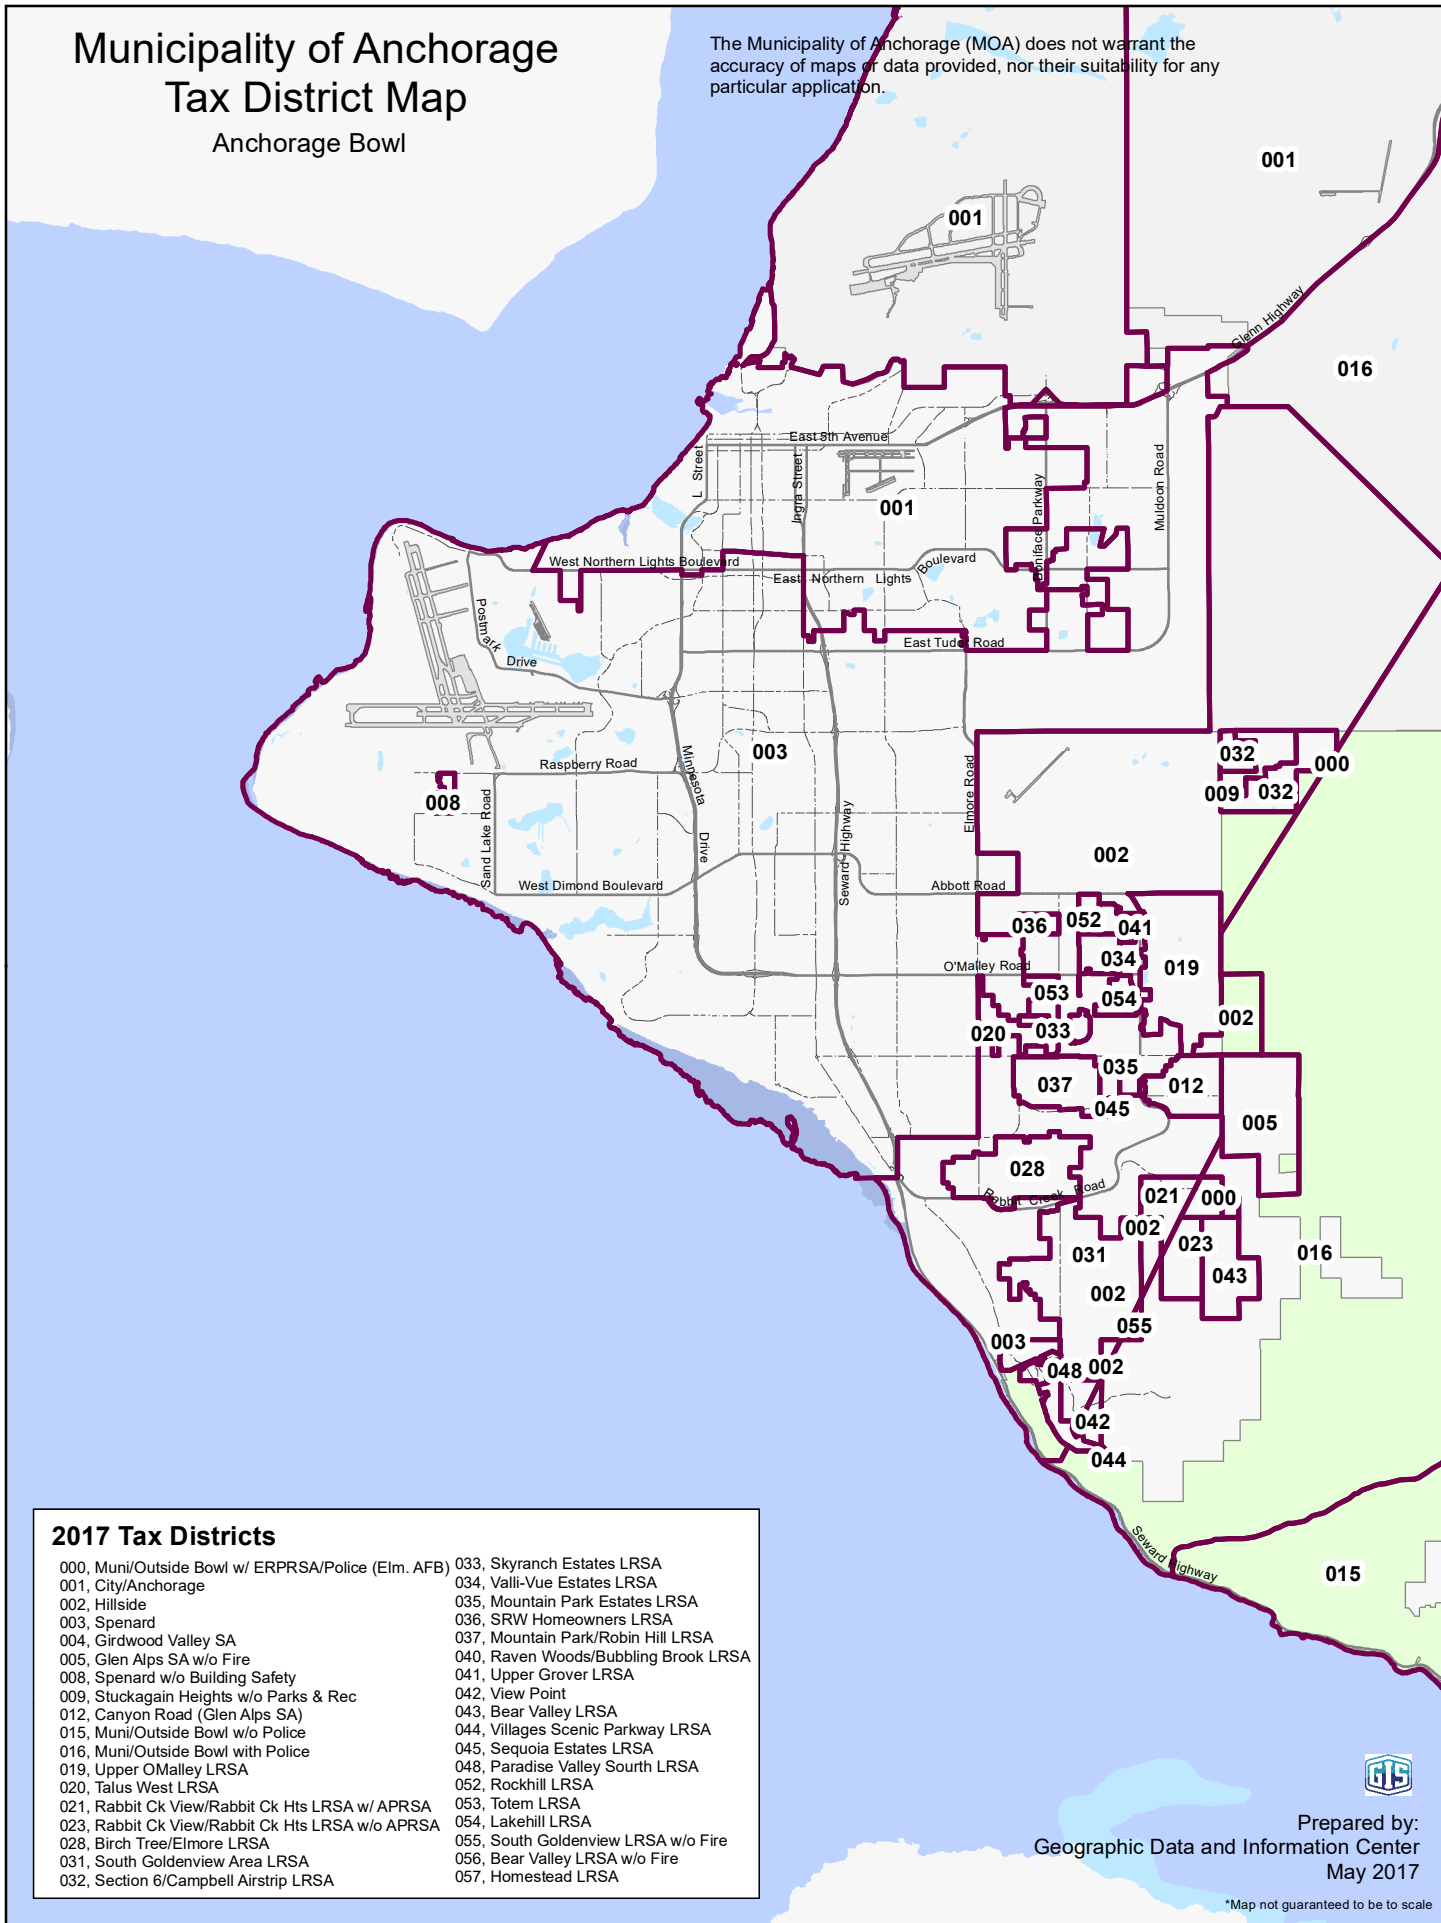 Municipality of Anchorage
Tax District Map
Anchorage Bowl
The Municipality of Anchorage (MOA) does not warrant the
accuracy of maps or data provided, nor their suitability for any
particular application.
001
001
Glenn Highway
016
East 5th Avenue
L Street
Ingra Street
001
Boniface Parkway
Muldoon Road
West Northern Lights Boulevard
East Northern Lights Boulevard
Postmark Drive
East Tudor Road
003
Minnesota Drive
Raspberry Road
008
Sand Lake Road
Seward Highway
Elmore Road
032
000
009
032
002
West Dimond Boulevard
Abbott Road
036
052
041
O'Malley Road
034
019
053
054
002
020
033
035
037
012
045
005
028
Rabbit Creek Road
021
000
002
023
031
016
043
002
055
003
048
002
042
044
Seward Highway
015
2017 Tax Districts
000, Muni/Outside Bowl w/ ERPRSA/Police (Elm. AFB)
001, City/Anchorage
002, Hillside
003, Spenard
004, Girdwood Valley SA
005, Glen Alps SA w/o Fire
008, Spenard w/o Building Safety
009, Stuckagain Heights w/o Parks & Rec
012, Canyon Road (Glen Alps SA)
015, Muni/Outside Bowl w/o Police
016, Muni/Outside Bowl with Police
019, Upper OMalley LRSA
020, Talus West LRSA
021, Rabbit Ck View/Rabbit Ck Hts LRSA w/ APRSA
023, Rabbit Ck View/Rabbit Ck Hts LRSA w/o APRSA
028, Birch Tree/Elmore LRSA
031, South Goldenview Area LRSA
032, Section 6/Campbell Airstrip LRSA
033, Skyranch Estates LRSA
034, Valli-Vue Estates LRSA
035, Mountain Park Estates LRSA
036, SRW Homeowners LRSA
037, Mountain Park/Robin Hill LRSA
040, Raven Woods/Bubbling Brook LRSA
041, Upper Grover LRSA
042, View Point
043, Bear Valley LRSA
044, Villages Scenic Parkway LRSA
045, Sequoia Estates LRSA
048, Paradise Valley Sourth LRSA
052, Rockhill LRSA
053, Totem LRSA
054, Lakehill LRSA
055, South Goldenview LRSA w/o Fire
056, Bear Valley LRSA w/o Fire
057, Homestead LRSA
GIS
Prepared by:
Geographic Data and Information Center
May 2017
*Map not guaranteed to be to scale